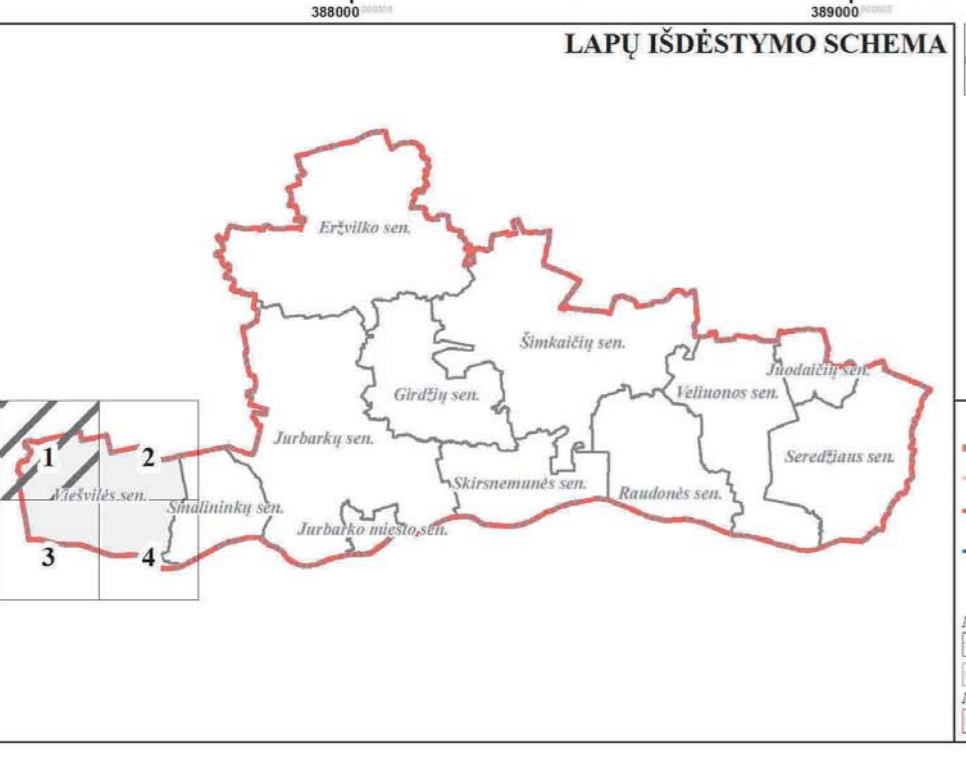 388000
389000
LAPŲ IŠDĖSTYMO SCHEMA
Eržvilko sen.
Šimkaičių sen.
Juodaičių sen.
Girdžių sen.
Veliuonos sen.
Jurbarkų sen.
1
2
Seredžiaus sen.
Skirsnemunės sen.
Viešvilės sen.
Raudonės sen.
Smalininkų sen.
Jurbarko miesto sen.
3
4